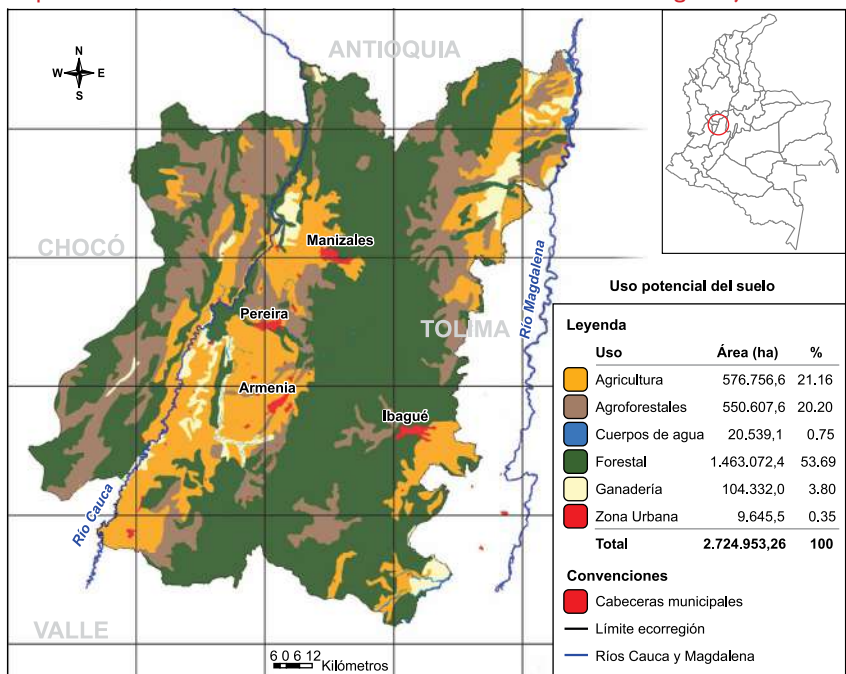 N
W E
S
ANTIOQUIA
CHOCÓ
Manizales
Río Magdalena
Pereira
TOLIMA
Armenia
Ibagué
Río Cauca
VALLE
6 0 6 12
Kilómetros
Uso potencial del suelo
Leyenda
Uso Área (ha) %
Agricultura 576.756,6 21.16
Agroforestales 550.607,6 20.20
Cuerpos de agua 20.539,1 0.75
Forestal 1.463.072,4 53.69
Ganadería 104.332,0 3.80
Zona Urbana 9.645,5 0.35
Total 2.724.953,26 100
Convenciones
Cabeceras municipales
Límite ecorregión
Ríos Cauca y Magdalena